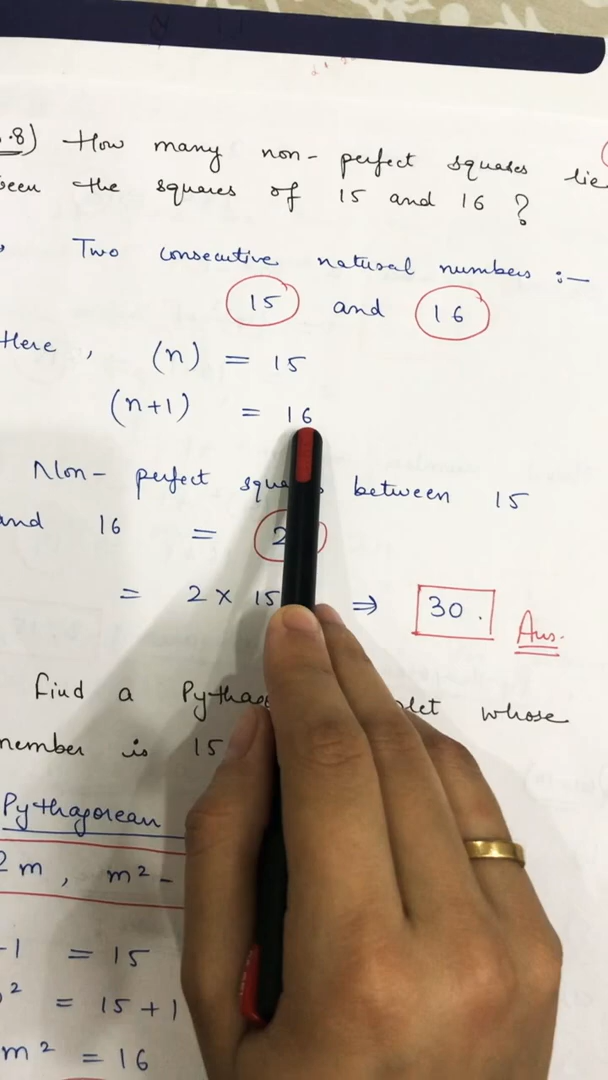 .8) How many non-perfect squares lie
the squares of 15 and 16 ?
Two consecutive natural numbers :-
15 and 16
Here , (n) = 15
(n+1) = 16
Non-perfect between 15
and 16 =
= 2 x 15 ⇒ 30. Ans.
Find a whose
is 15
Pythagorean
2m, m² -
-1 = 15
² = 15 + 1
m² = 16